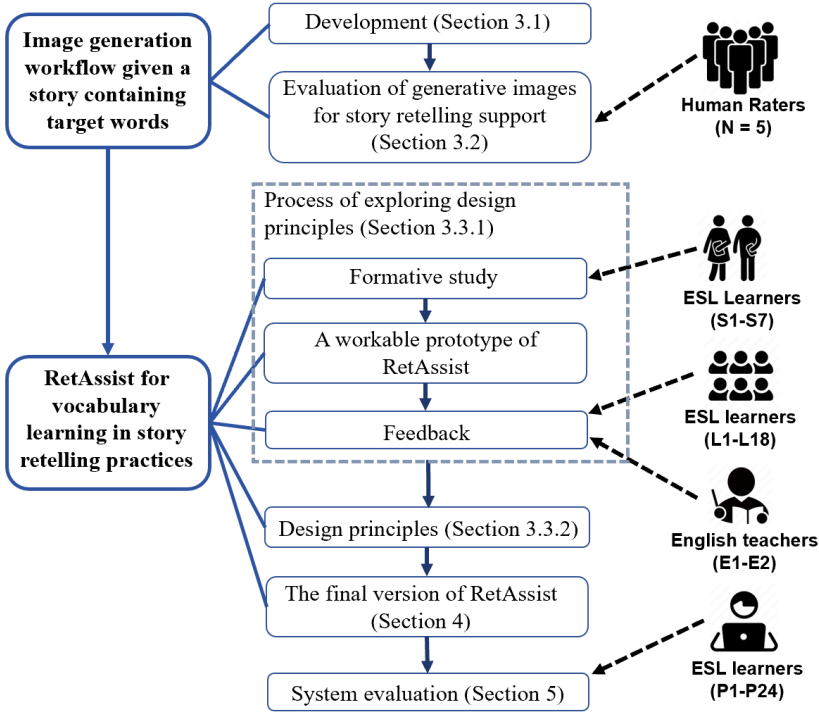 Image generation
workflow given a
story containing
target words
Development (Section 3.1)
Evaluation of generative images
for story retelling support
(Section 3.2)
Human Raters
(N = 5)
Process of exploring design
principles (Section 3.3.1)
Formative study
ESL Learners
(S1-S7)
A workable prototype of
RetAssist
RetAssist for
vocabulary
learning in story
retelling practices
Feedback
ESL learners
(L1-L18)
English teachers
(E1-E2)
Design principles (Section 3.3.2)
The final version of RetAssist
(Section 4)
System evaluation (Section 5)
ESL learners
(P1-P24)